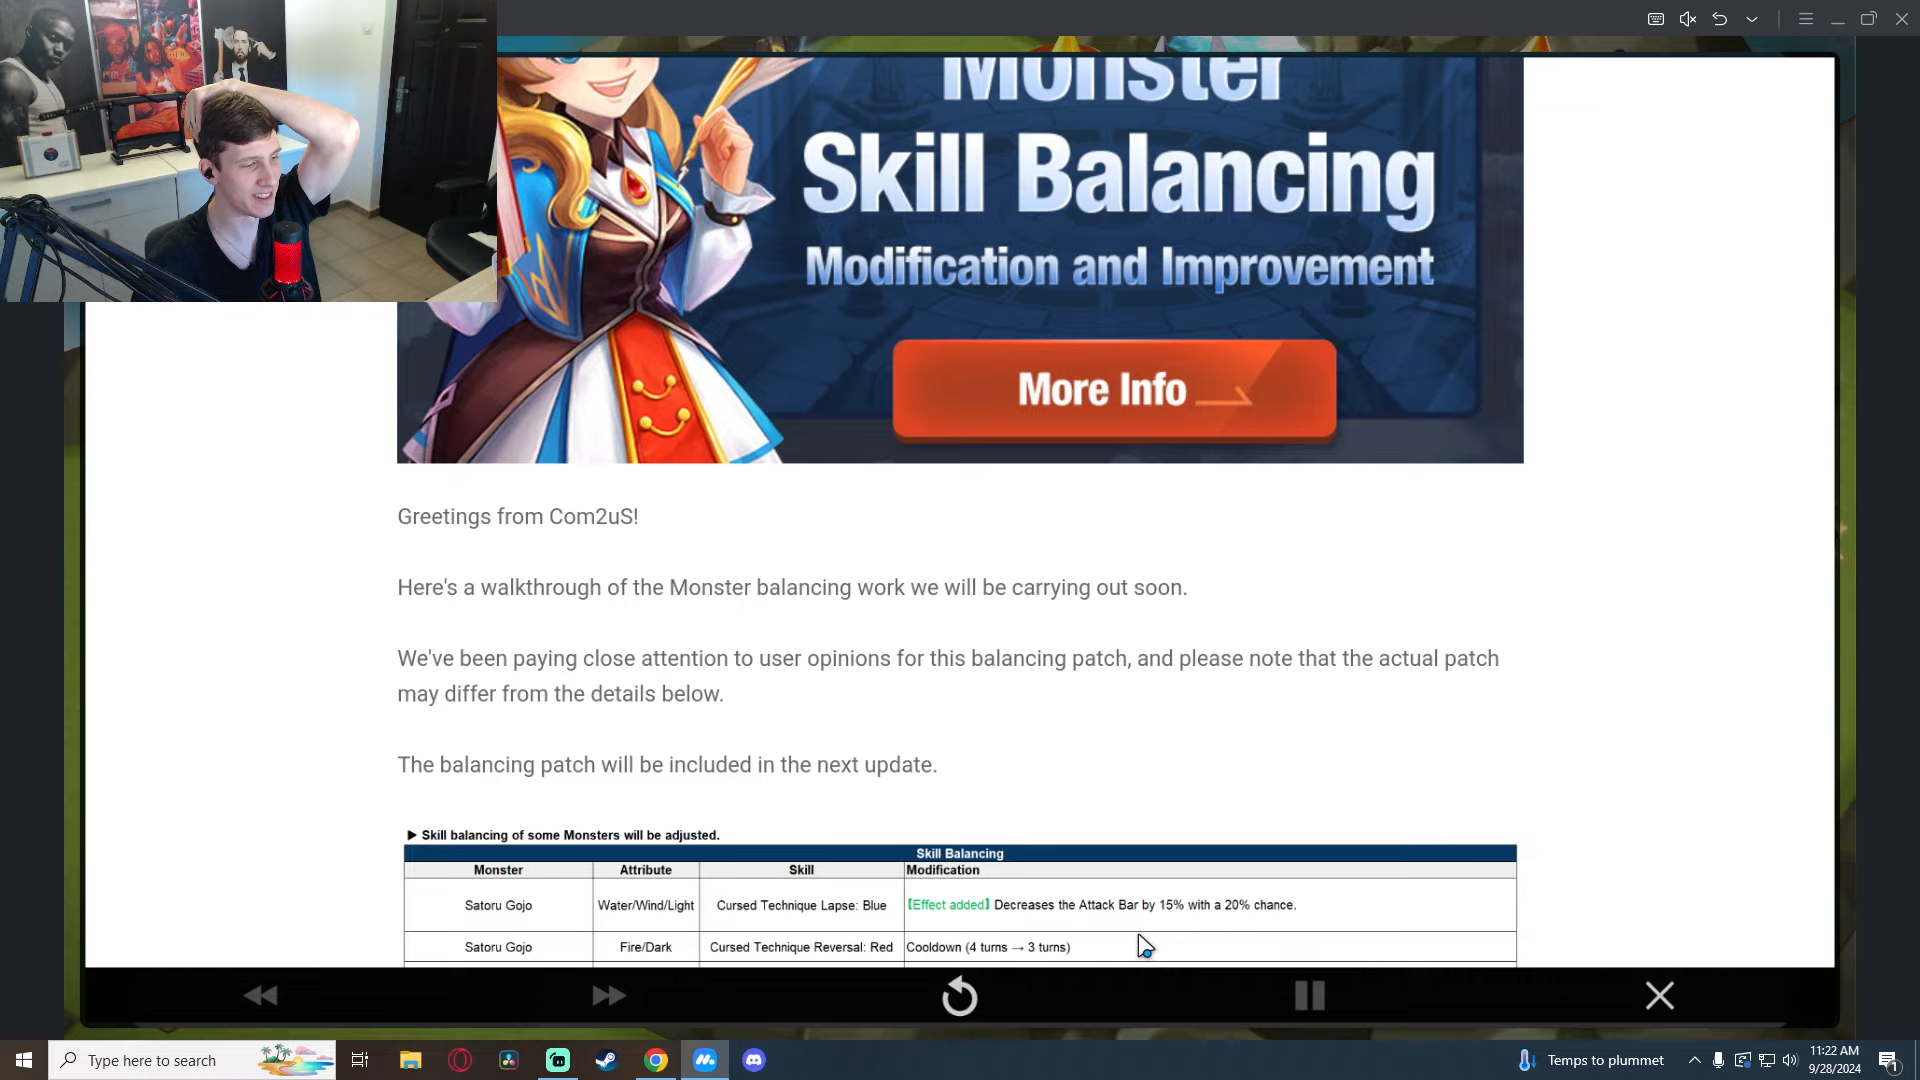 Monster
Skill Balancing
Modification and Improvement
More Info
Greetings from Com2uS!
Here's a walkthrough of the Monster balancing work we will be carrying out soon.
We've been paying close attention to user opinions for this balancing patch, and please note that the actual patch
may differ from the details below.
The balancing patch will be included in the next update.
▶ Skill balancing of some Monsters will be adjusted.
Skill Balancing
Monster Attribute Skill Modification
Satoru Gojo Water/Wind/Light Cursed Technique Lapse: Blue 【Effect added】 Decreases the Attack Bar by 15% with a 20% chance.
Satoru Gojo Fire/Dark Cursed Technique Reversal: Red Cooldown (4 turns → 3 turns)
Type here to search
Temps to plummet
11:22 AM
9/28/2024
1